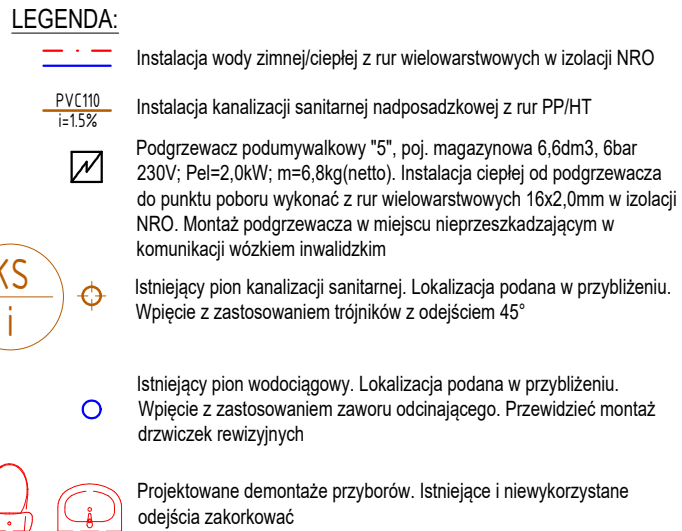 LEGENDA:
Instalacja wody zimnej/ciepłej z rur wielowarstwowych w izolacji NRO
PVC110
i=1.5%
Instalacja kanalizacji sanitarnej nadposadzkowej z rur PP/HT
Podgrzewacz podumywalkowy "5", poj. magazynowa 6,6dm3, 6bar
230V; Pel=2,0kW; m=6,8kg(netto). Instalacja ciepłej od podgrzewacza
do punktu poboru wykonać z rur wielowarstwowych 16x2,0mm w izolacji
NRO. Montaż podgrzewacza w miejscu nieprzeszkadzającym w
komunikacji wózkiem inwalidzkim
KS
i
Istniejący pion kanalizacji sanitarnej. Lokalizacja podana w przybliżeniu.
Wpięcie z zastosowaniem trójników z odejściem 45°
Istniejący pion wodociągowy. Lokalizacja podana w przybliżeniu.
Wpięcie z zastosowaniem zaworu odcinającego. Przewidzieć montaż
drzwiczek rewizyjnych
Projektowane demontaże przyborów. Istniejące i niewykorzystane
odejścia zakorkować